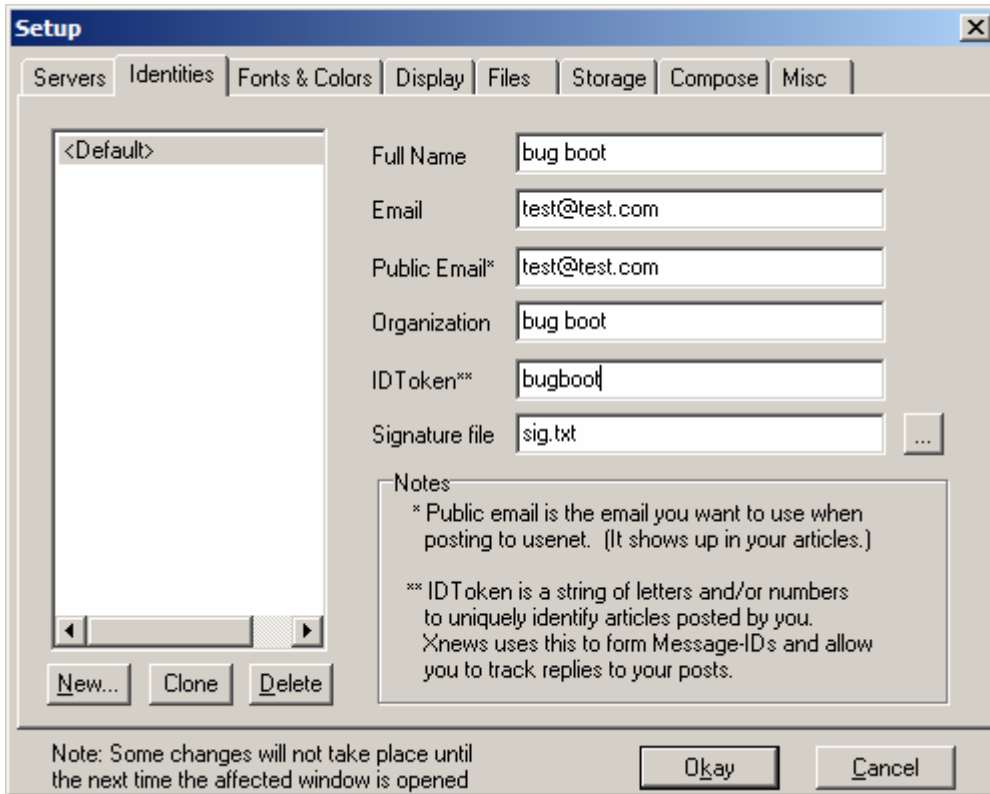 Setup
Servers Identities Fonts & Colors Display Files Storage Compose Misc
<Default>
Full Name bug boot
Email test@test.com
Public Email* test@test.com
Organization bug boot
IDToken** bugboot
Signature file sig.txt ...
Notes
* Public email is the email you want to use when
posting to usenet. (It shows up in your articles.)
** IDToken is a string of letters and/or numbers
to uniquely identify articles posted by you.
Xnews uses this to form Message-IDs and allow
you to track replies to your posts.
New... Clone Delete
Note: Some changes will not take place until
the next time the affected window is opened
Okay Cancel